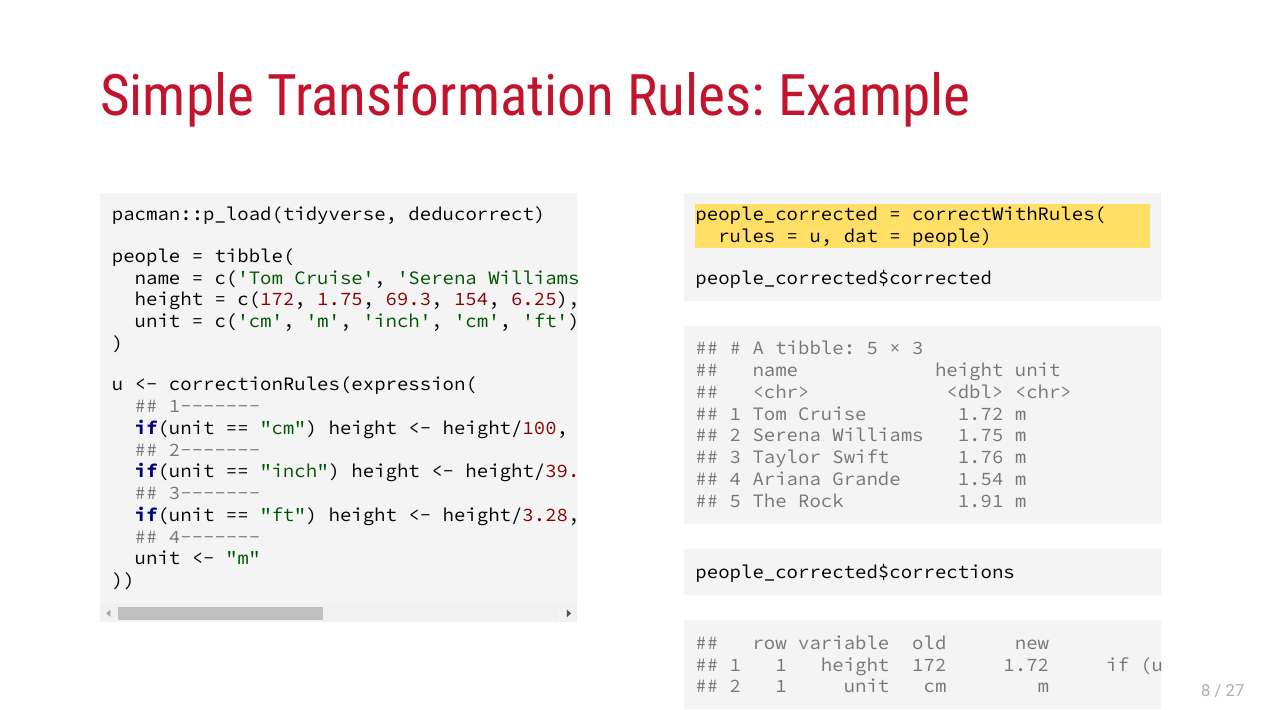 Simple Transformation Rules: Example
pacman::p_load(tidyverse, deducorrect)
people = tibble(
  name = c('Tom Cruise', 'Serena Williams
  height = c(172, 1.75, 69.3, 154, 6.25),
  unit = c('cm', 'm', 'inch', 'cm', 'ft')
)
u <- correctionRules(expression(
  ## 1-------
  if(unit == "cm") height <- height/100,
  ## 2-------
  if(unit == "inch") height <- height/39.
  ## 3-------
  if(unit == "ft") height <- height/3.28,
  ## 4-------
  unit <- "m"
))
people_corrected = correctWithRules(
  rules = u, dat = people)
people_corrected$corrected
## # A tibble: 5 × 3
##   name            height unit
##   <chr>            <dbl> <chr>
## 1 Tom Cruise        1.72 m
## 2 Serena Williams   1.75 m
## 3 Taylor Swift      1.76 m
## 4 Ariana Grande     1.54 m
## 5 The Rock          1.91 m
people_corrected$corrections
##   row variable  old      new
## 1   1   height  172     1.72     if (u
## 2   1     unit   cm        m
8 / 27